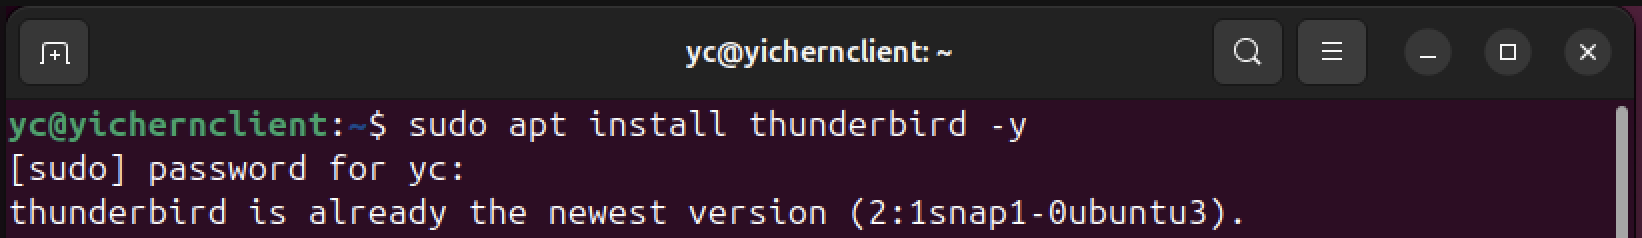 yc@yichernclient: ~
yc@yichernclient:~$ sudo apt install thunderbird -y
[sudo] password for yc:
thunderbird is already the newest version (2:1snap1-0ubuntu3).